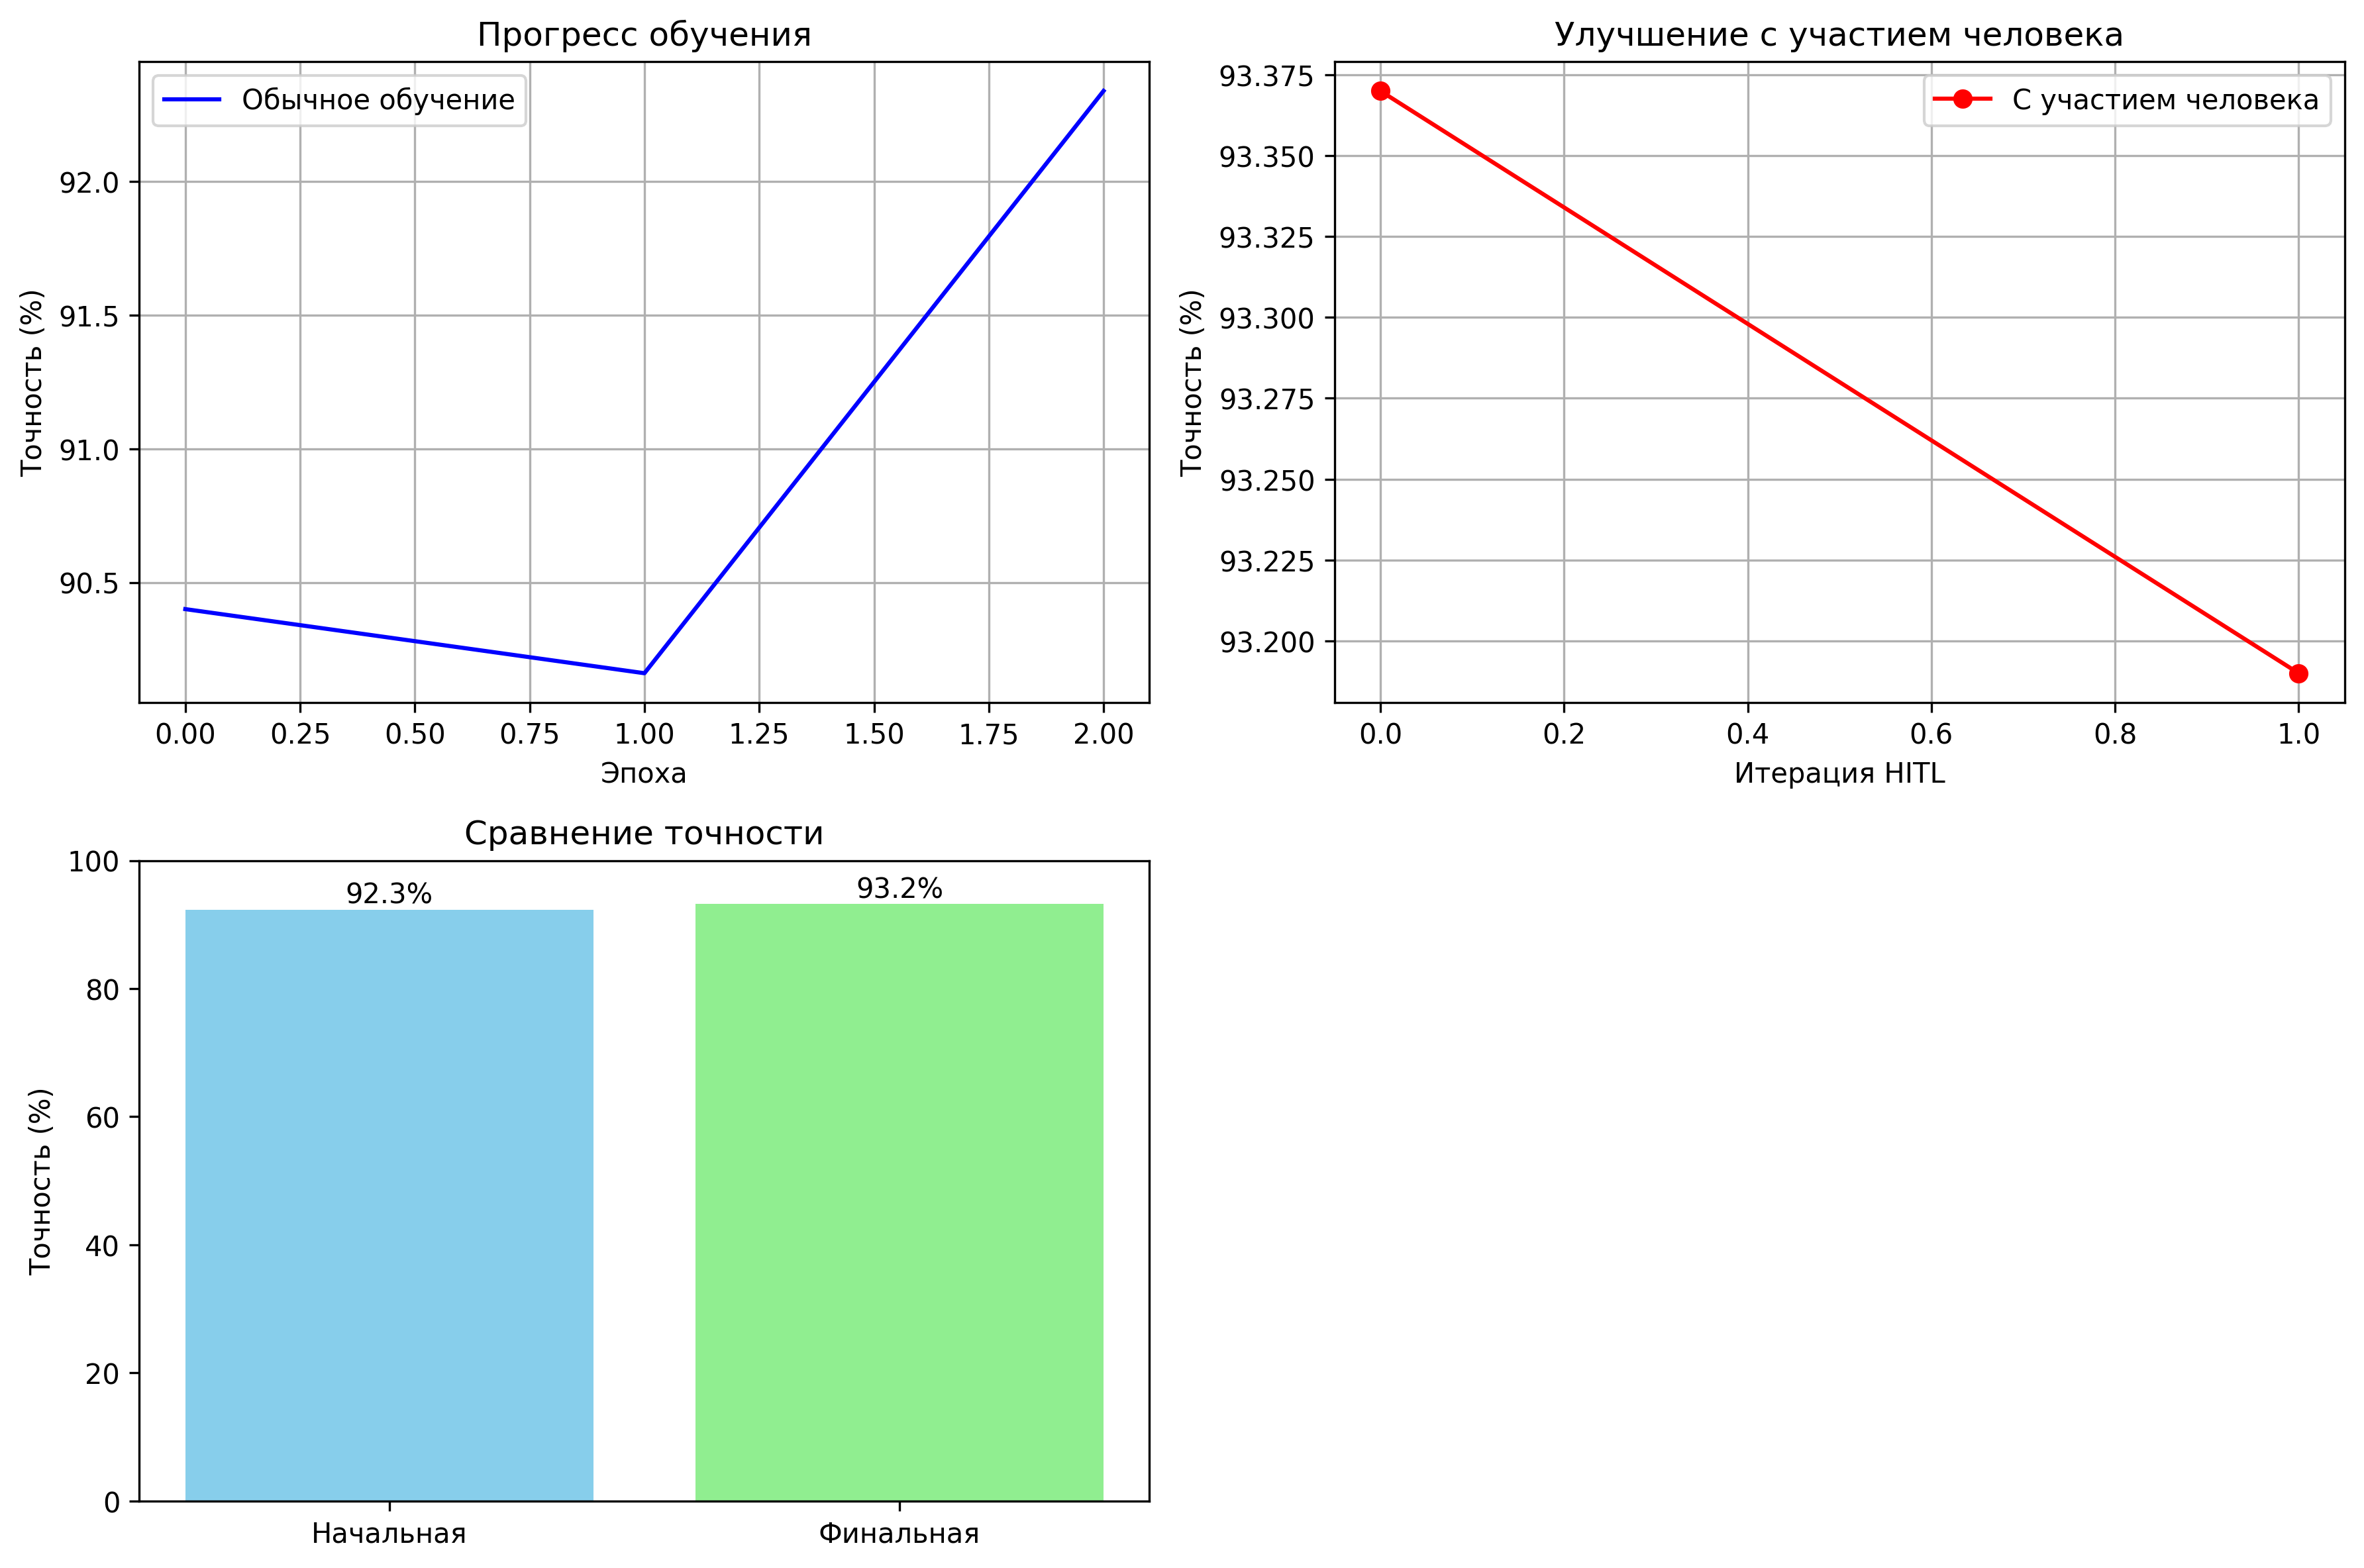 Прогресс обучения
Обычное обучение
Точность (%)
92.0
91.5
91.0
90.5
0.00 0.25 0.50 0.75 1.00 1.25 1.50 1.75 2.00
Эпоха
Улучшение с участием человека
С участием человека
Точность (%)
93.375
93.350
93.325
93.300
93.275
93.250
93.225
93.200
0.0 0.2 0.4 0.6 0.8 1.0
Итерация HITL
Сравнение точности
Точность (%)
100
80
60
40
20
0
92.3% 93.2%
Начальная Финальная